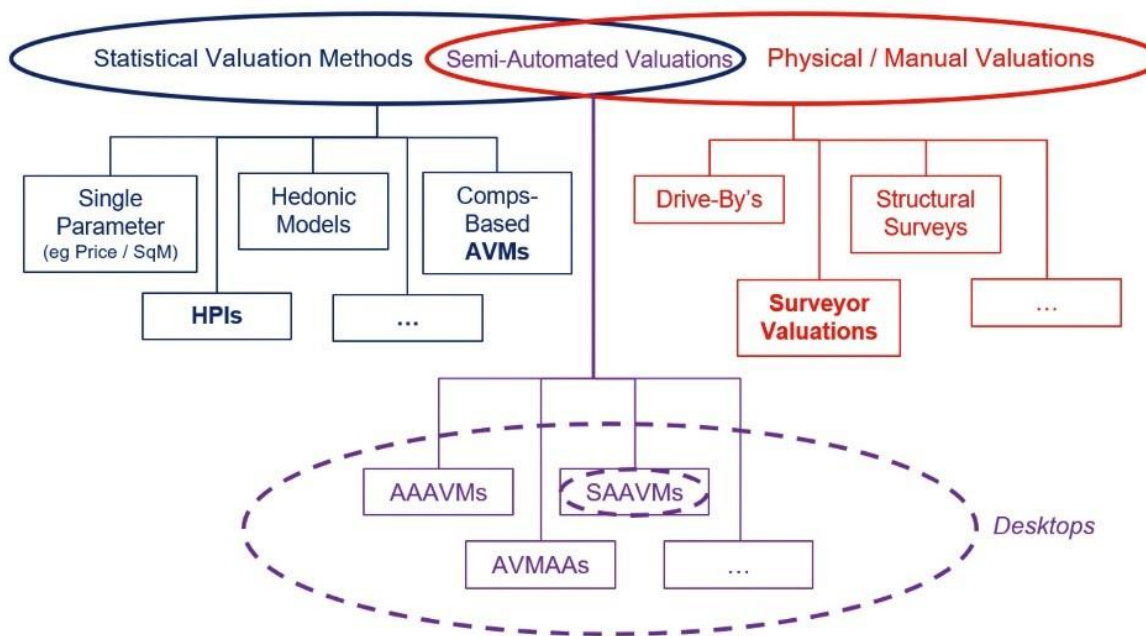 Statistical Valuation Methods
Semi-Automated Valuations
Physical / Manual Valuations
Single
Parameter
(eg Price / SqM)
Hedonic
Models
Comps-
Based
AVMs
Drive-By's
Structural
Surveys
HPIs
...
Surveyor
Valuations
...
AAAVMs
SAAVMs
Desktops
AVMAAs
...